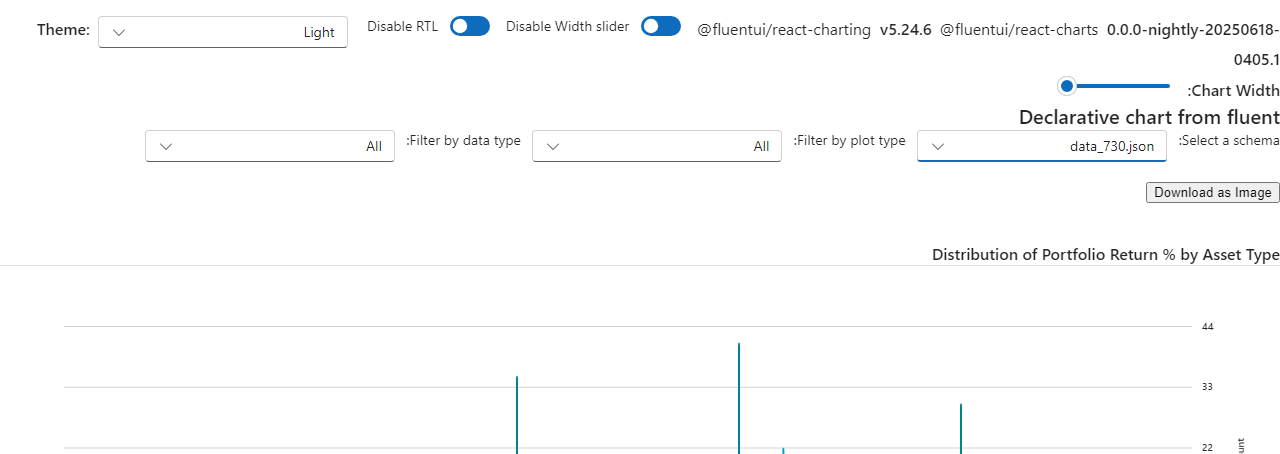 Theme: Light Disable RTL Disable Width slider @fluentui/react-charting v5.24.6 @fluentui/react-charts 0.0.0-nightly-20250618-
0405.1
:Chart Width
Declarative chart from fluent
:Select a schema data_730.json :Filter by plot type All :Filter by data type All
Download as Image
Distribution of Portfolio Return % by Asset Type
44
33
22